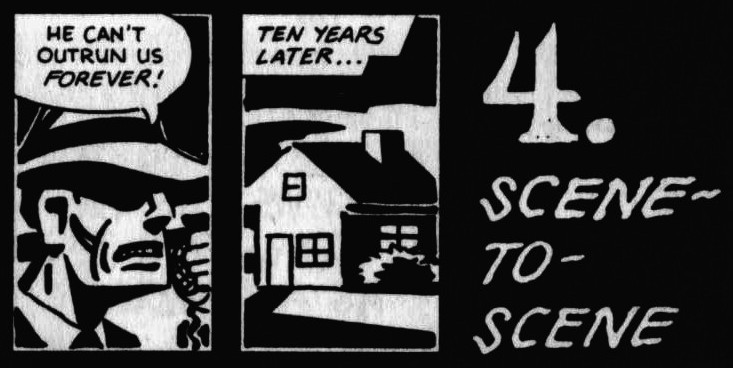 HE CAN'T
OUTRUN US
FOREVER!
TEN YEARS
LATER...
4.
SCENE-
TO-
SCENE